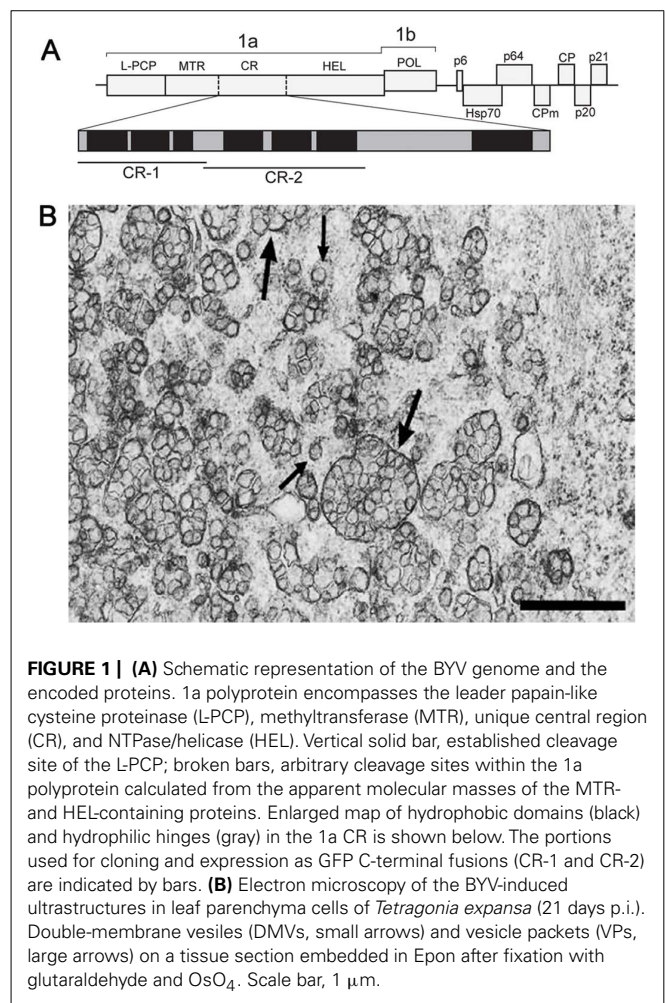 A
1a
1b
L-PCP MTR CR HEL POL p6 p64 CP p21
Hsp70 CPm p20
CR-1 CR-2
B
FIGURE 1 | (A) Schematic representation of the BYV genome and the
encoded proteins. 1a polyprotein encompasses the leader papain-like
cysteine proteinase (L-PCP), methyltransferase (MTR), unique central region
(CR), and NTPase/helicase (HEL). Vertical solid bar, established cleavage
site of the L-PCP; broken bars, arbitrary cleavage sites within the 1a
polyprotein calculated from the apparent molecular masses of the MTR-
and HEL-containing proteins. Enlarged map of hydrophobic domains (black)
and hydrophilic hinges (gray) in the 1a CR is shown below. The portions
used for cloning and expression as GFP C-terminal fusions (CR-1 and CR-2)
are indicated by bars. (B) Electron microscopy of the BYV-induced
ultrastructures in leaf parenchyma cells of Tetragonia expansa (21 days p.i.).
Double-membrane vesiles (DMVs, small arrows) and vesicle packets (VPs,
large arrows) on a tissue section embedded in Epon after fixation with
glutaraldehyde and OsO4. Scale bar, 1 μm.